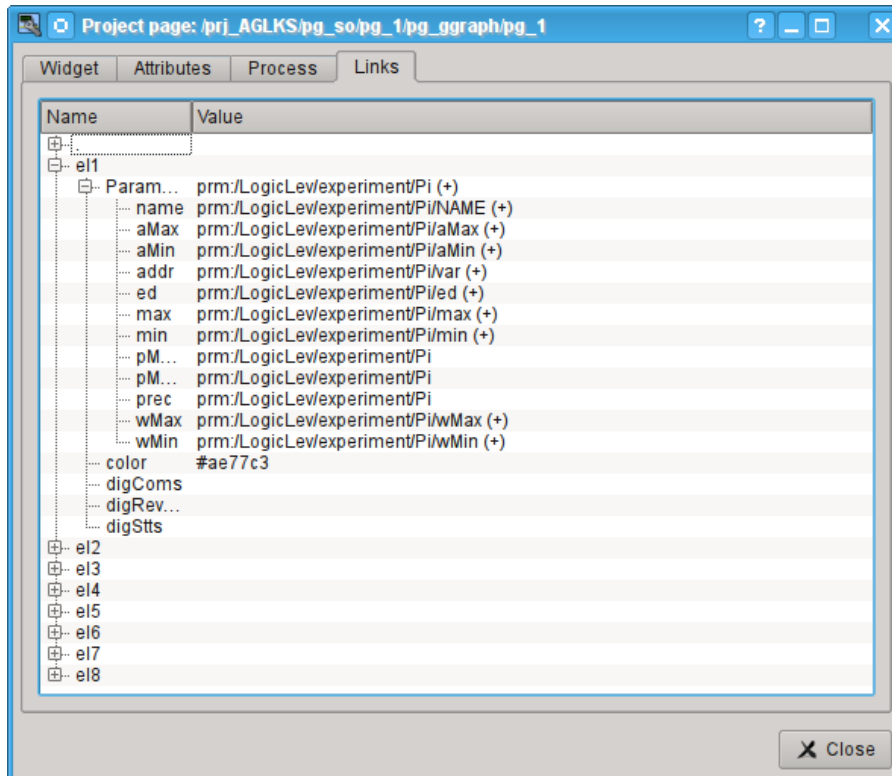 Project page: /prj_AGLKS/pg_so/pg_1/pg_ggraph/pg_1
Widget Attributes Process Links
Name Value
.
el1
Param... prm:/LogicLev/experiment/Pi (+)
name prm:/LogicLev/experiment/Pi/NAME (+)
aMax prm:/LogicLev/experiment/Pi/aMax (+)
aMin prm:/LogicLev/experiment/Pi/aMin (+)
addr prm:/LogicLev/experiment/Pi/var (+)
ed prm:/LogicLev/experiment/Pi/ed (+)
max prm:/LogicLev/experiment/Pi/max (+)
min prm:/LogicLev/experiment/Pi/min (+)
pM... prm:/LogicLev/experiment/Pi
pM... prm:/LogicLev/experiment/Pi
prec prm:/LogicLev/experiment/Pi
wMax prm:/LogicLev/experiment/Pi/wMax (+)
wMin prm:/LogicLev/experiment/Pi/wMin (+)
color #ae77c3
digComs
digRev...
digStts
el2
el3
el4
el5
el6
el7
el8
Close